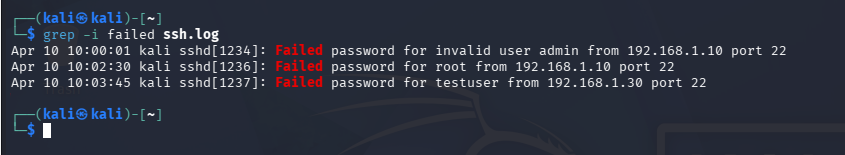 ┌──(kali㉿kali)-[~]
└─$ grep -i failed ssh.log
Apr 10 10:00:01 kali sshd[1234]: Failed password for invalid user admin from 192.168.1.10 port 22
Apr 10 10:02:30 kali sshd[1236]: Failed password for root from 192.168.1.10 port 22
Apr 10 10:03:45 kali sshd[1237]: Failed password for testuser from 192.168.1.30 port 22
┌──(kali㉿kali)-[~]
└─$